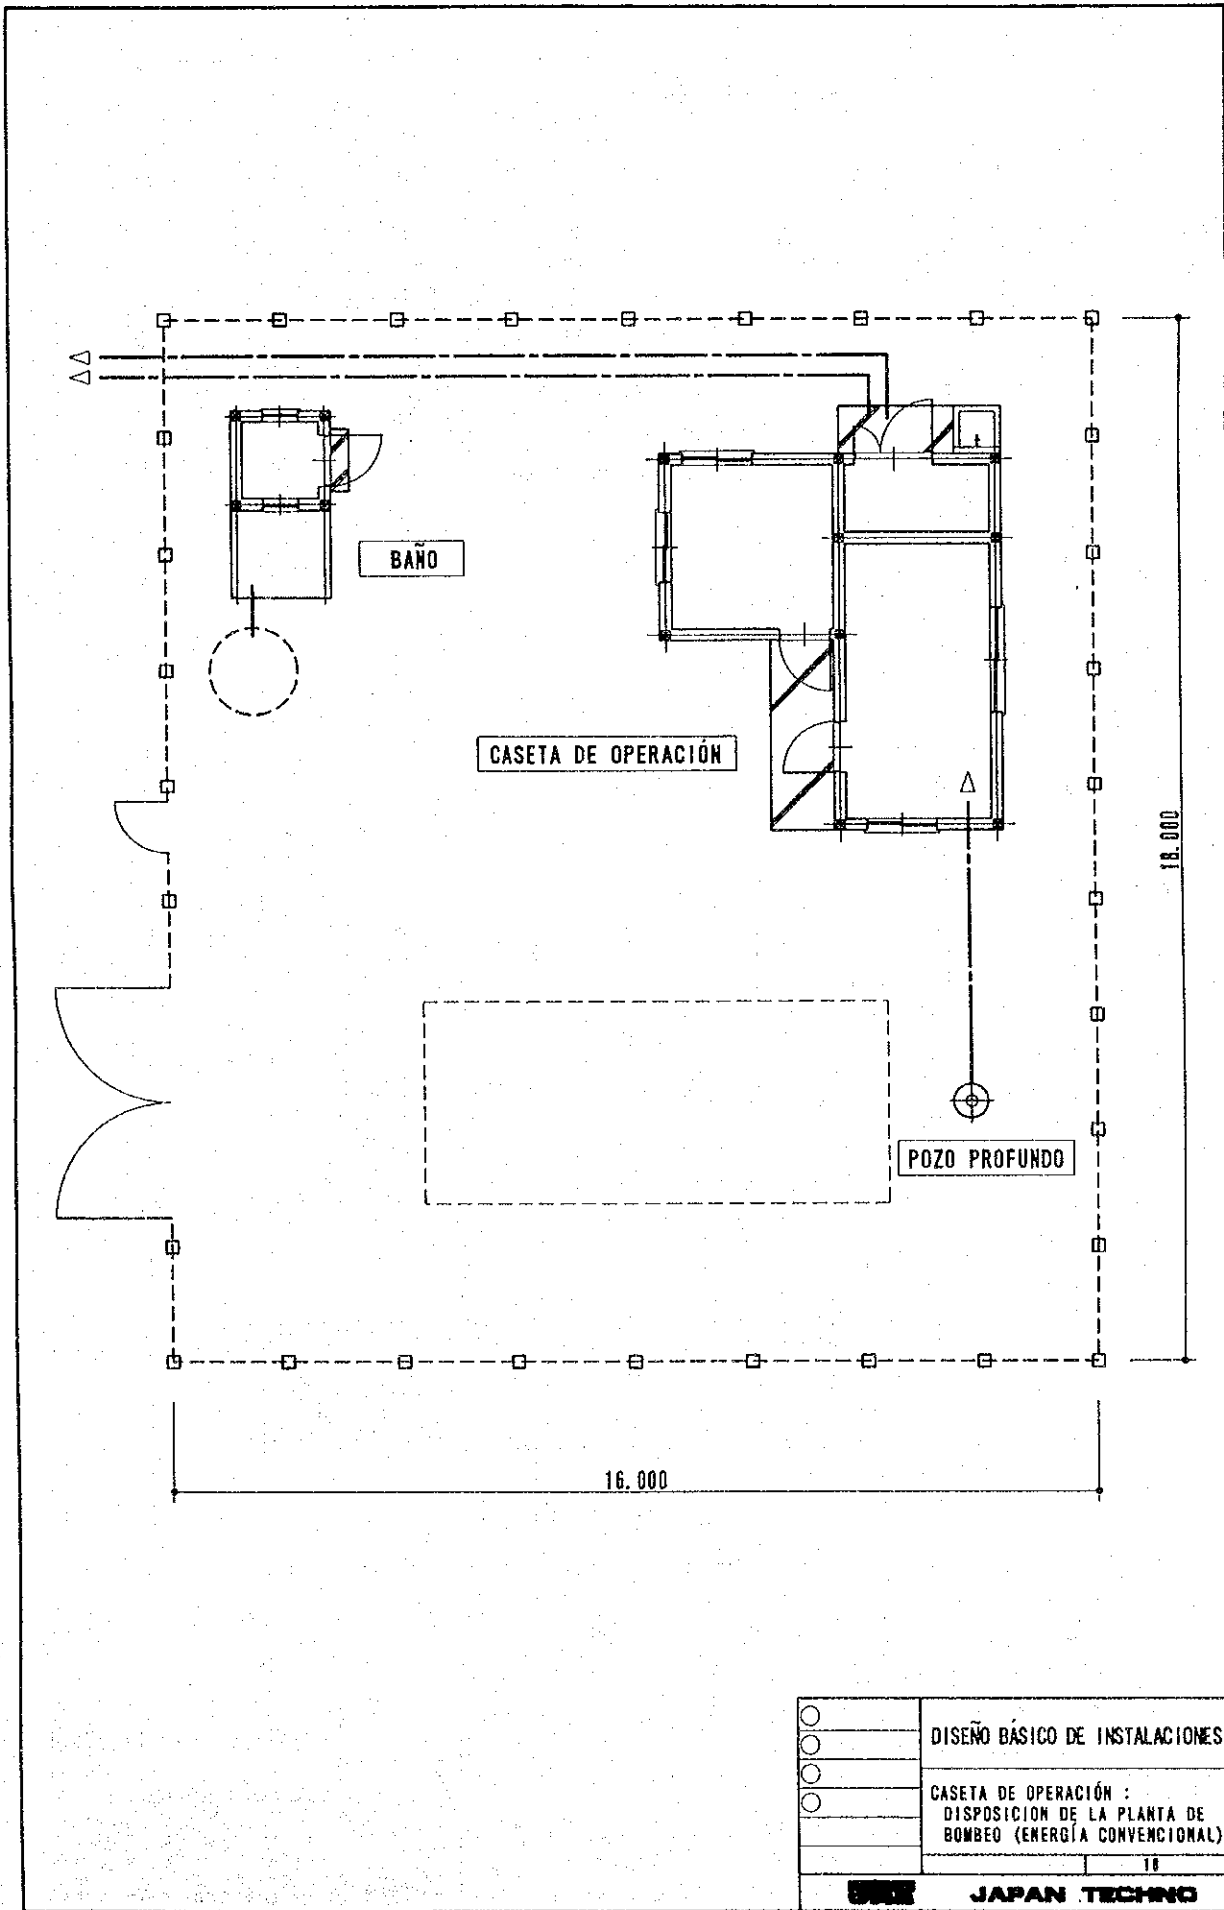 BAÑO
CASETA DE OPERACIÓN
18.000
POZO PROFUNDO
16.000
DISEÑO BÁSICO DE INSTALACIONES
CASETA DE OPERACIÓN :
DISPOSICION DE LA PLANTA DE
BOMBEO (ENERGÍA CONVENCIONAL)
JAPAN TECHNO